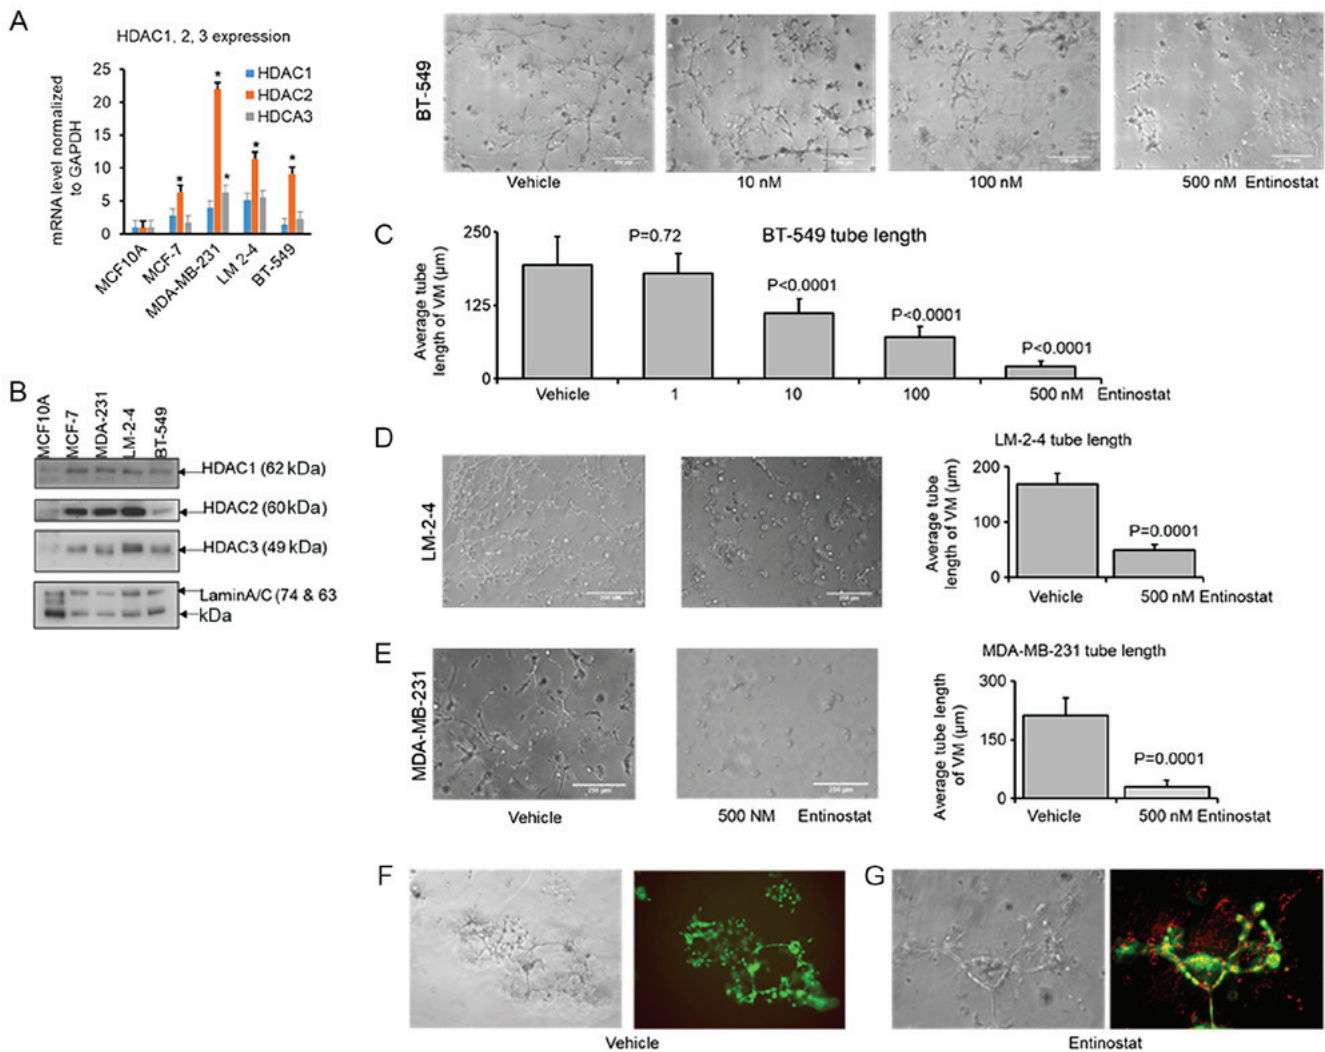 A
HDAC1, 2, 3 expression
mRNA level normalized
to GAPDH
25
20
15
10
5
0
HDAC1
HDAC2
HDCA3
*
*
*
*
*
MCF10A
MCF-7
MDA-MB-231
LM 2-4
BT-549
BT-549
Vehicle
10 nM
100 nM
500 nM Entinostat
C
BT-549 tube length
Average tube
length of VM (µm)
250
125
0
P=0.72
P<0.0001
P<0.0001
P<0.0001
Vehicle
1
10
100
500 nM Entinostat
B
MCF10A
MCF-7
MDA-231
LM-2-4
BT-549
HDAC1 (62 kDa)
HDAC2 (60kDa)
HDAC3 (49 kDa)
LaminA/C (74 & 63
kDa
D
LM-2-4
LM-2-4 tube length
Average tube
length of VM (µm)
200
100
0
P=0.0001
Vehicle
500 nM Entinostat
E
MDA-MB-231
250 µm
250 µm
250 µm
Vehicle
500 NM Entinostat
MDA-MB-231 tube length
Average tube length
of VM (µm)
300
150
0
P=0.0001
Vehicle
500 nM Entinostat
F
Vehicle
G
Entinostat